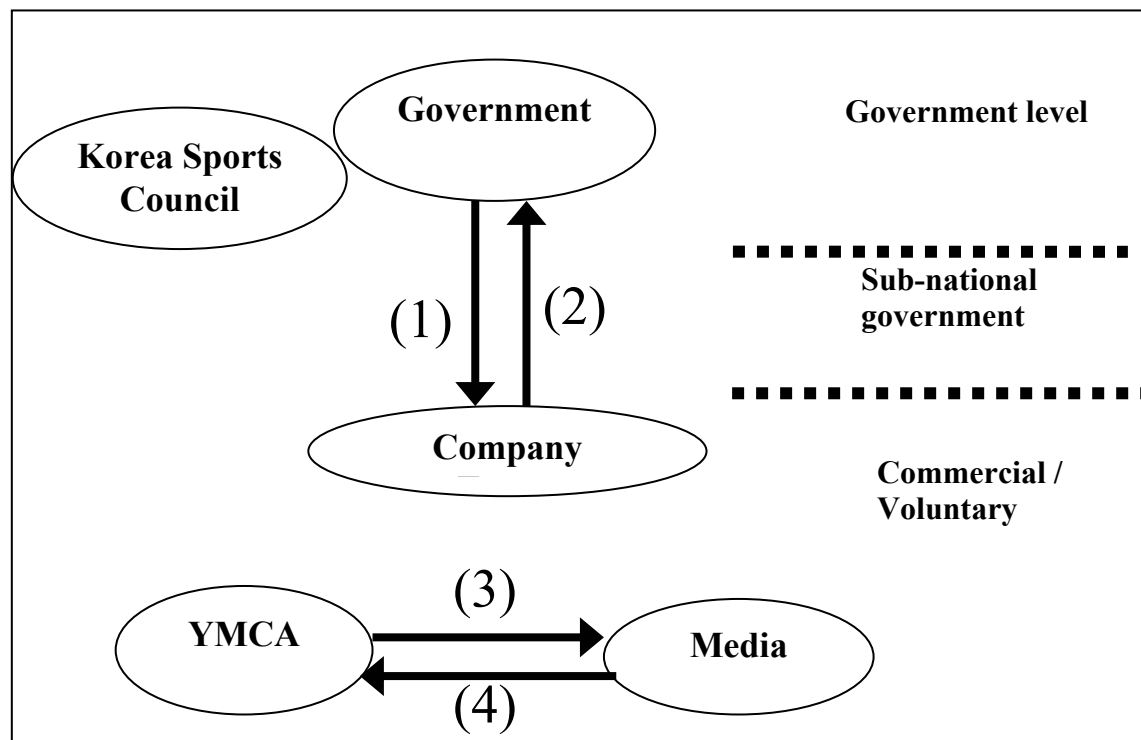 Government
Government level
Korea Sports
Council
Sub-national
government
(1)
(2)
Company
Commercial /
Voluntary
(3)
YMCA
Media
(4)